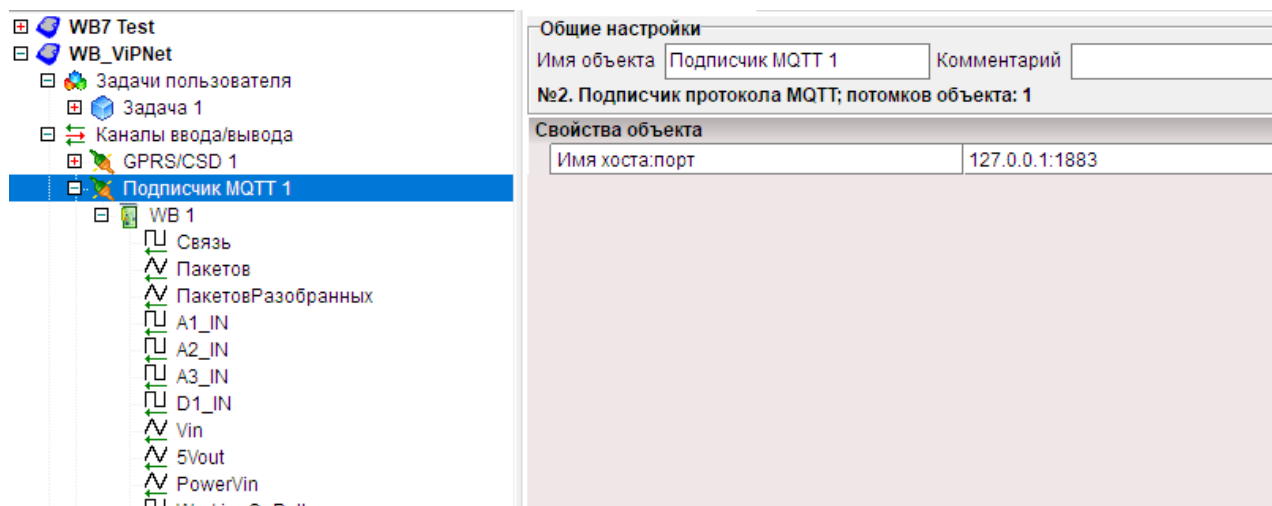 WB7 Test
WB_ViPNet
Задачи пользователя
Задача 1
Каналы ввода/вывода
GPRS/CSD 1
Подписчик MQTT 1
WB 1
Связь
Пакетов
ПакетовРазобранных
A1_IN
A2_IN
A3_IN
D1_IN
Vin
5Vout
PowerVin
Общие настройки
Имя объекта Подписчик MQTT 1 Комментарий
№2. Подписчик протокола MQTT; потомков объекта: 1
Свойства объекта
Имя хоста:порт 127.0.0.1:1883